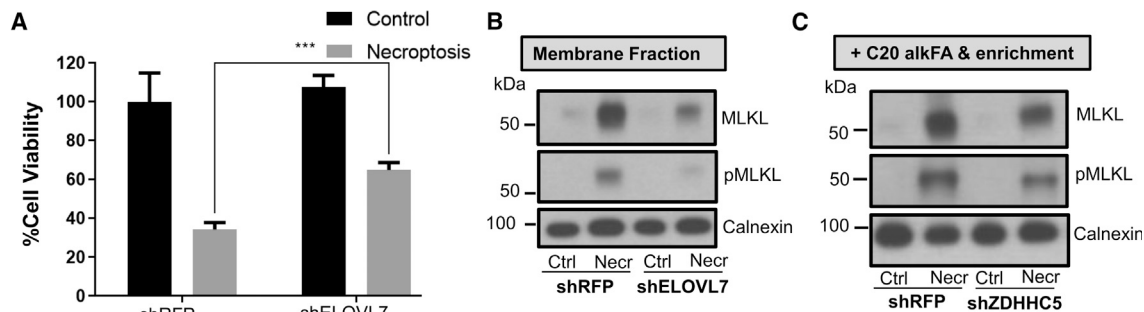 A
Control
Necroptosis
***
120
100
80
60
40
20
0
%Cell Viability
shRFP
shELOVL7
B
Membrane Fraction
kDa
50
MLKL
50
pMLKL
100
Calnexin
Ctrl Necr Ctrl Necr
shRFP shELOVL7
C
+ C20 alkFA & enrichment
kDa
50
MLKL
50
pMLKL
100
Calnexin
Ctrl Necr Ctrl Necr
shRFP shZDHHC5